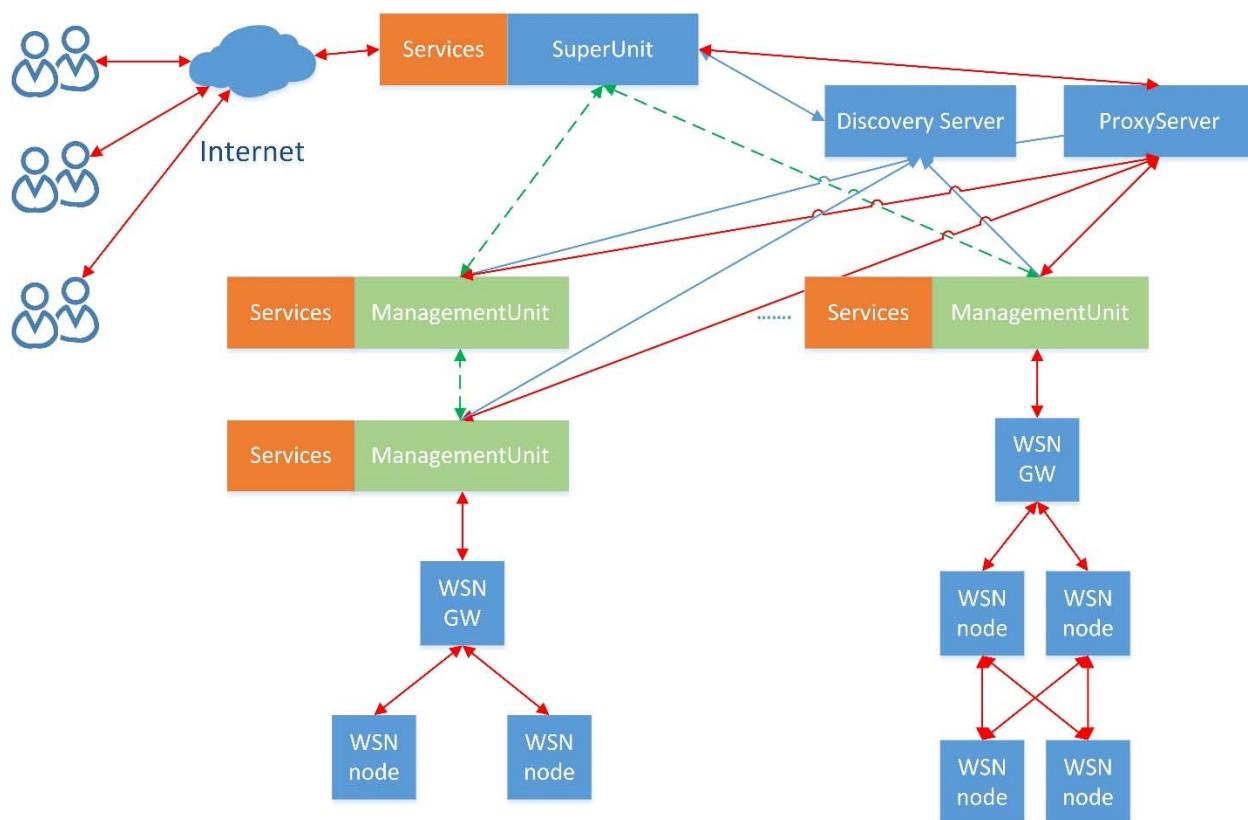 Services
SuperUnit
Discovery Server
ProxyServer
Internet
Services
ManagementUnit
.......
Services
ManagementUnit
Services
ManagementUnit
WSN
GW
WSN
GW
WSN
node
WSN
node
WSN
node
WSN
node
WSN
node
WSN
node